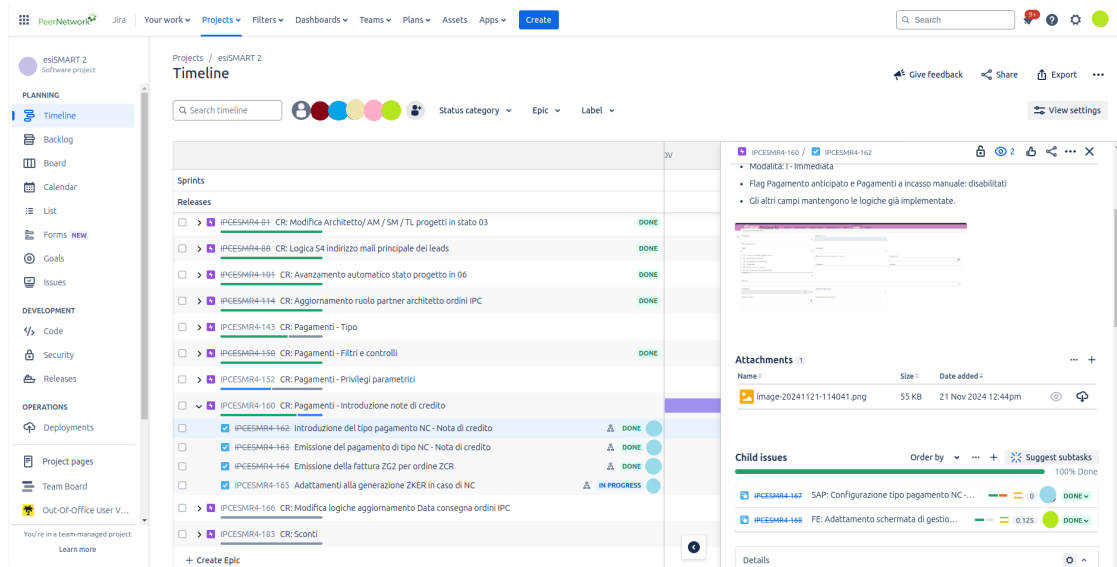 PeerNetwork
Jira
Your work
Projects
Filters
Dashboards
Teams
Plans
Assets
Apps
Create
Search
9+
esiSMART 2
Software project
PLANNING
Timeline
Backlog
Board
Calendar
List
Forms NEW
Goals
Issues
DEVELOPMENT
Code
Security
Releases
OPERATIONS
Deployments
Project pages
Team Board
Out-Of-Office User V...
You're in a team-managed project
Learn more
Projects / esiSMART 2
Timeline
Give feedback
Share
Export
Search timeline
Status category
Epic
Label
View settings
Sprints
Releases
IPCESMR4-81 CR: Modifica Architetto/ AM / SM / TL progetti in stato 03 DONE
IPCESMR4-88 CR: Logica S4 indirizzo mail principale dei leads DONE
IPCESMR4-101 CR: Avanzamento automatico stato progetto in 06 DONE
IPCESMR4-114 CR: Aggiornamento ruolo partner architetto ordini IPC DONE
IPCESMR4-143 CR: Pagamenti - Tipo
IPCESMR4-150 CR: Pagamenti - Filtri e controlli DONE
IPCESMR4-152 CR: Pagamenti - Privilegi parametrici
IPCESMR4-160 CR: Pagamenti - Introduzione note di credito
IPCESMR4-162 Introduzione del tipo pagamento NC - Nota di credito DONE
IPCESMR4-163 Emissione del pagamento di tipo NC - Nota di credito DONE
IPCESMR4-164 Emissione della fattura ZG2 per ordine ZCR DONE
IPCESMR4-165 Adattamenti alla generazione ZKER in caso di NC IN PROGRESS
IPCESMR4-166 CR: Modifica logiche aggiornamento Data consegna ordini IPC
IPCESMR4-183 CR: Sconti
+ Create Epic
IPCESMR4-160 / IPCESMR4-162
2
• Modalità: I - Immediata
• Flag Pagamento anticipato e Pagamenti a incasso manuale: disabilitati
• Gli altri campi mantengono le logiche già implementate.
Attachments 1
Name Size Date added
image-20241121-114041.png 55 KB 21 Nov 2024 12:44pm
Child issues Order by Suggest subtasks
100% Done
IPCESMR4-167 SAP: Configurazione tipo pagamento NC -... 0 DONE
IPCESMR4-168 FE: Adattamento schermata di gestio... 0.125 DONE
Details